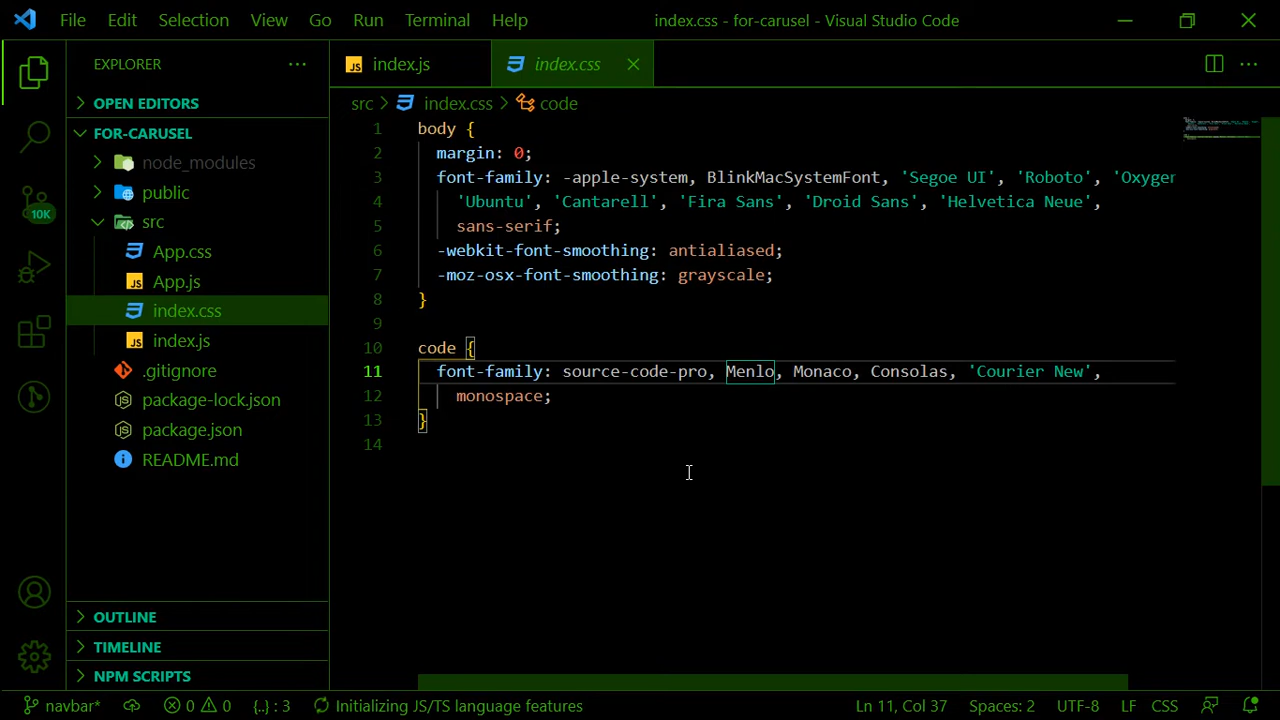 File Edit Selection View Go Run Terminal Help index.css - for-carusel - Visual Studio Code
EXPLORER
OPEN EDITORS
FOR-CARUSEL
node_modules
public
src
App.css
App.js
index.css
index.js
.gitignore
package-lock.json
package.json
README.md
OUTLINE
TIMELINE
NPM SCRIPTS
10K
JS index.js index.css
src > index.css > code
1 body {
2 margin: 0;
3 font-family: -apple-system, BlinkMacSystemFont, 'Segoe UI', 'Roboto', 'Oxygen
4 'Ubuntu', 'Cantarell', 'Fira Sans', 'Droid Sans', 'Helvetica Neue',
5 sans-serif;
6 -webkit-font-smoothing: antialiased;
7 -moz-osx-font-smoothing: grayscale;
8 }
9
10 code {
11 font-family: source-code-pro, Menlo, Monaco, Consolas, 'Courier New',
12 monospace;
13 }
14
navbar* 0 0 {..} : 3 Initializing JS/TS language features Ln 11, Col 37 Spaces: 2 UTF-8 LF CSS